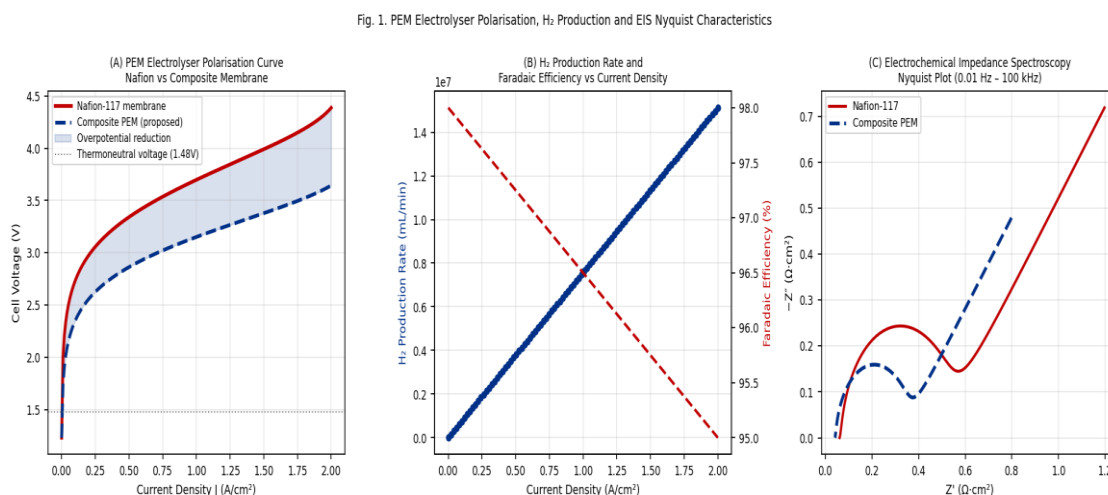 Fig. 1. PEM Electrolyser Polarisation, H₂ Production and EIS Nyquist Characteristics
(A) PEM Electrolyser Polarisation Curve
Nafion vs Composite Membrane
4.5
4.0
3.5
3.0
2.5
2.0
1.5
Cell Voltage (V)
Nafion-117 membrane
Composite PEM (proposed)
Overpotential reduction
Thermoneutral voltage (1.48V)
0.00 0.25 0.50 0.75 1.00 1.25 1.50 1.75 2.00
Current Density J (A/cm²)
(B) H₂ Production Rate and
Faradaic Efficiency vs Current Density
1e7
1.4
1.2
1.0
0.8
0.6
0.4
0.2
0.0
H₂ Production Rate (mL/min)
98.0
97.5
97.0
96.5
96.0
95.5
95.0
Faradaic Efficiency (%)
0.00 0.25 0.50 0.75 1.00 1.25 1.50 1.75 2.00
Current Density (A/cm²)
(C) Electrochemical Impedance Spectroscopy
Nyquist Plot (0.01 Hz – 100 kHz)
0.7
0.6
0.5
0.4
0.3
0.2
0.1
0.0
−Z″ (Ω·cm²)
Nafion-117
Composite PEM
0.0 0.2 0.4 0.6 0.8 1.0 1.2
Z′ (Ω·cm²)